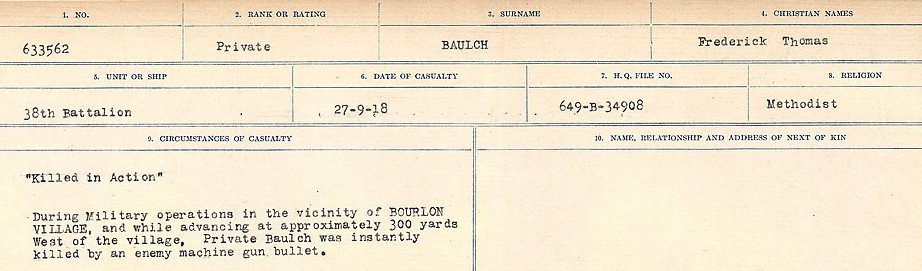 1. NO. 2. RANK OR RATING 3. SURNAME 4. CHRISTIAN NAMES
633562 Private BAULCH Frederick Thomas
5. UNIT OR SHIP 6. DATE OF CASUALTY 7. H. Q. FILE NO. 8. RELIGION
38th Battalion 27-9-18 649-B-34908 Methodist
9. CIRCUMSTANCES OF CASUALTY 10. NAME, RELATIONSHIP AND ADDRESS OF NEXT OF KIN
"Killed in Action"
During Military operations in the vicinity of BOURLON
VILLAGE, and while advancing at approximately 300 yards
West of the village, Private Baulch was instantly
killed by an enemy machine gun bullet.